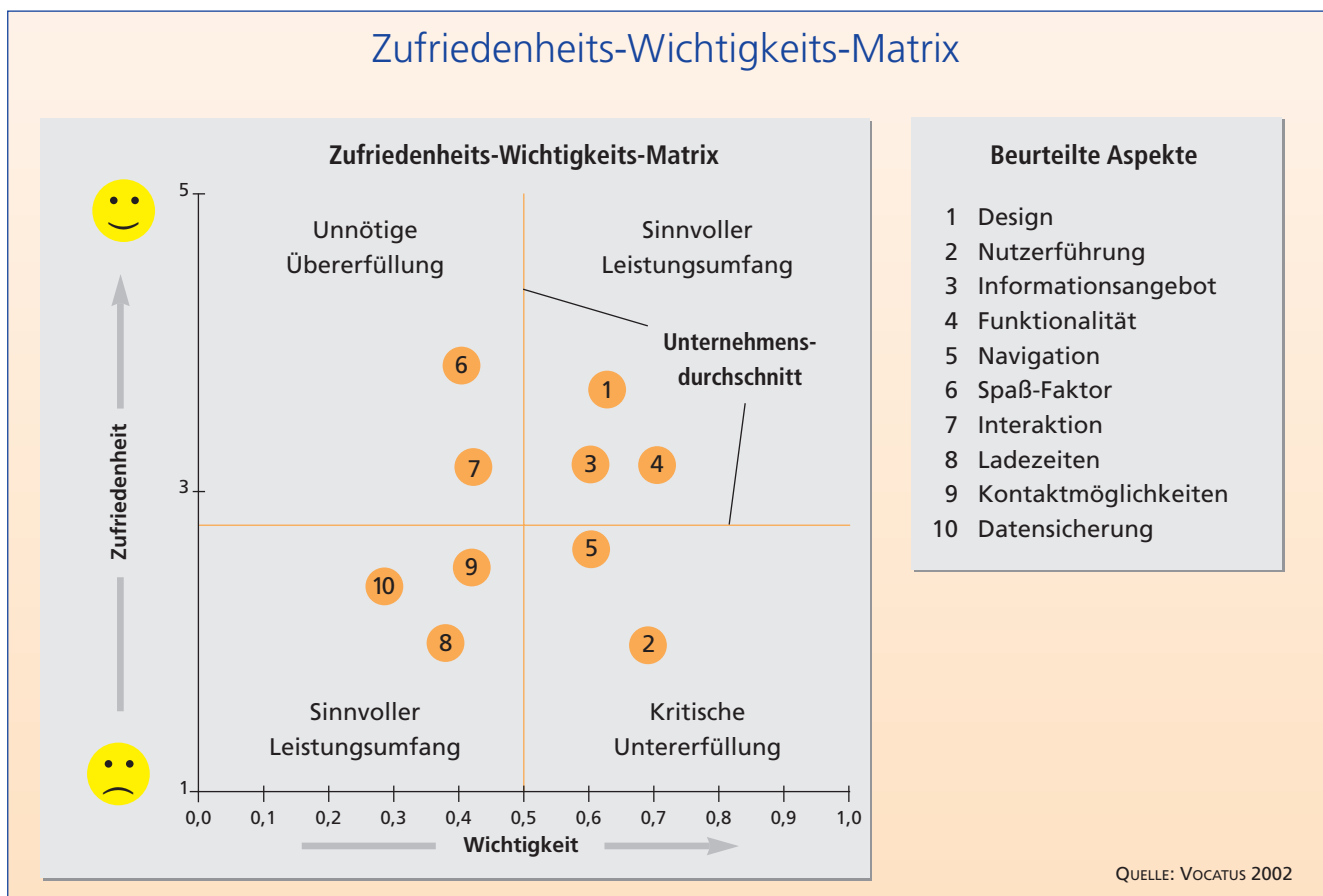 Zufriedenheits-Wichtigkeits-Matrix
Zufriedenheits-Wichtigkeits-Matrix
5
Unnötige
Übererfüllung
Sinnvoller
Leistungsumfang
Unternehmens-
durchschnitt
6
1
7
3
4
Zufriedenheit
3
5
9
10
8
2
Sinnvoller
Leistungsumfang
Kritische
Untererfüllung
1
0,0 0,1 0,2 0,3 0,4 0,5 0,6 0,7 0,8 0,9 1,0
Wichtigkeit
Beurteilte Aspekte
1 Design
2 Nutzerführung
3 Informationsangebot
4 Funktionalität
5 Navigation
6 Spaß-Faktor
7 Interaktion
8 Ladezeiten
9 Kontaktmöglichkeiten
10 Datensicherung
QUELLE: VOCATUS 2002